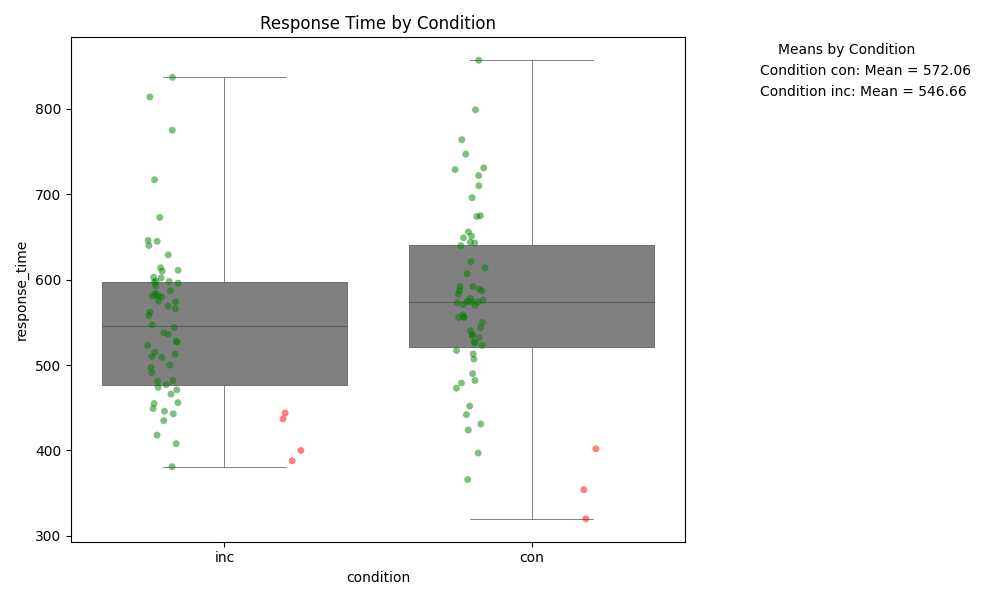 Response Time by Condition
Means by Condition
Condition con: Mean = 572.06
Condition inc: Mean = 546.66
response_time
800
700
600
500
400
300
inc con
condition